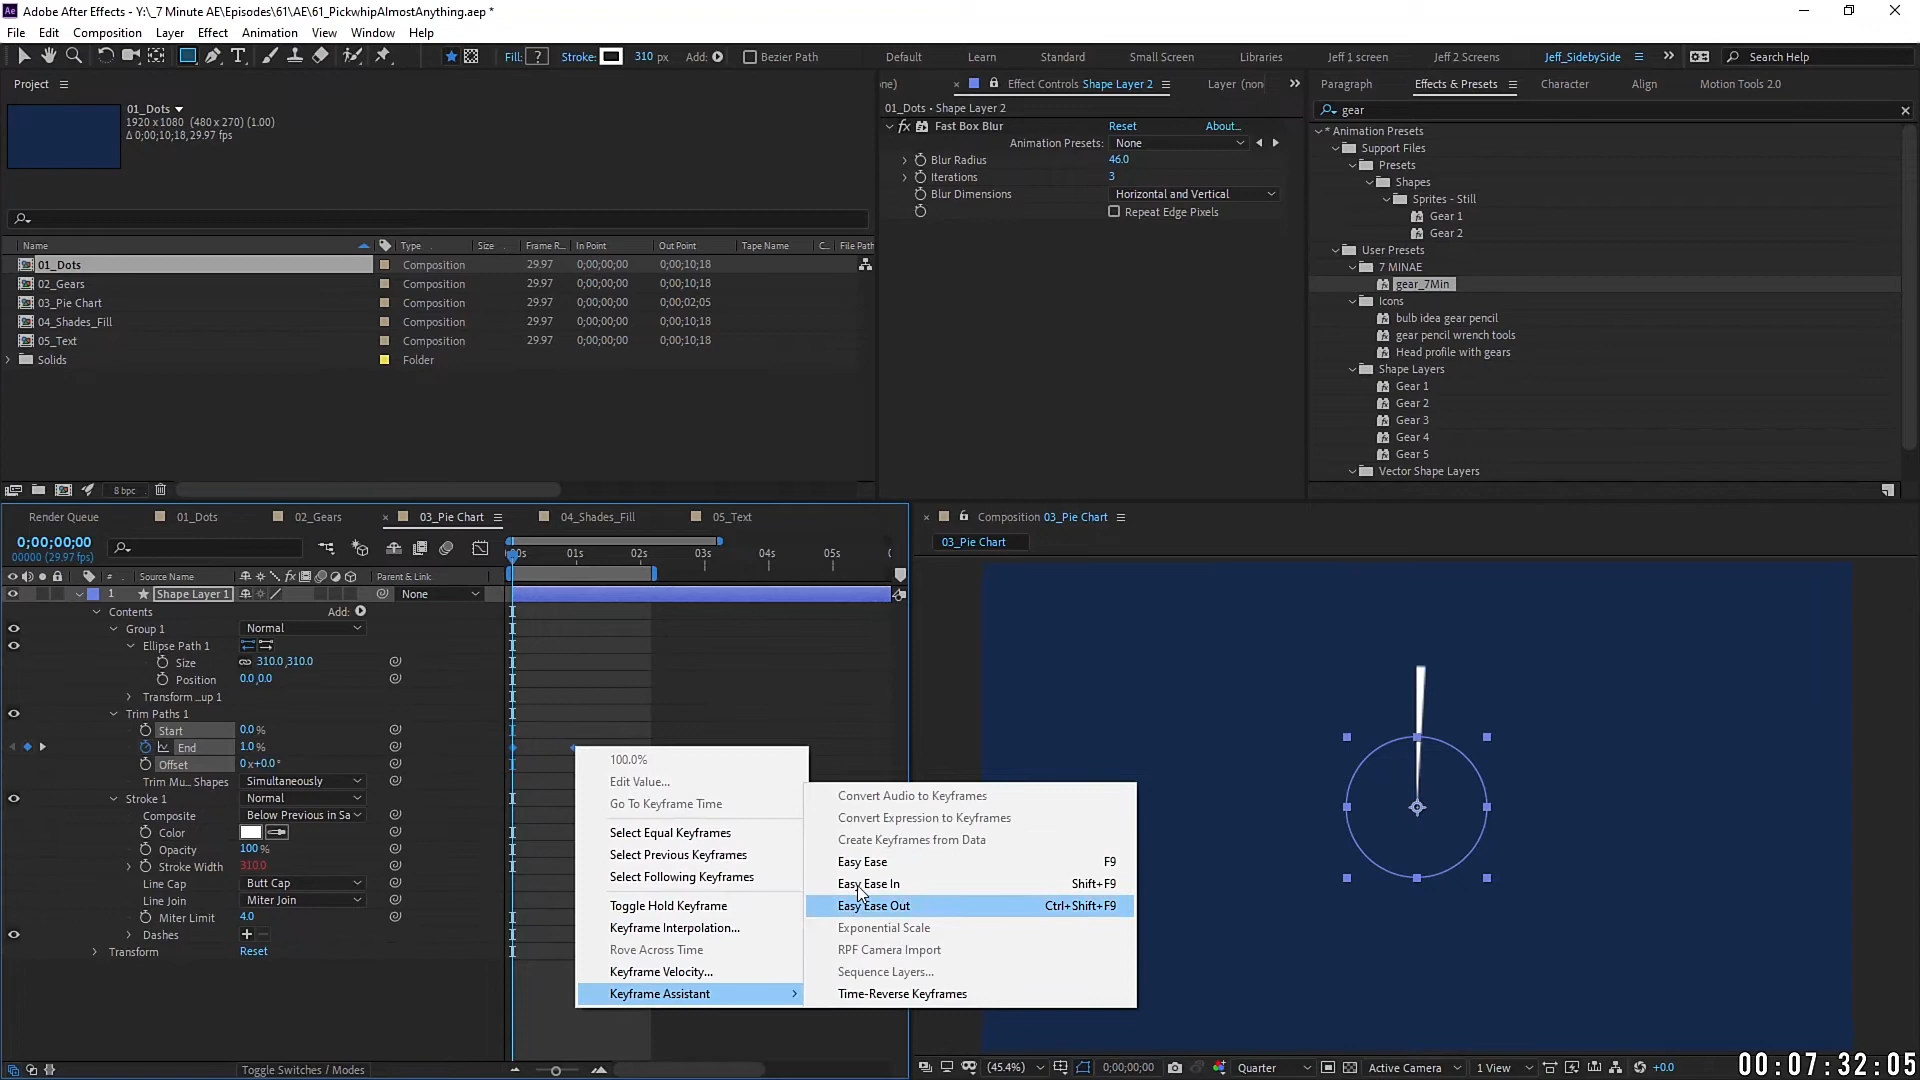 Adobe After Effects - Y:\_7 Minute AE\Episodes\61\AE\61_PickwhipAlmostAnything.aep *
File Edit Composition Layer Effect Animation View Window Help
Fill: ? Stroke: 310 px Add: Bezier Path Default Learn Standard Small Screen Libraries Jeff 1 screen Jeff 2 Screens Jeff_SidebySide Search Help
Project
01_Dots
1920 x 1080 (480 x 270) (1.00)
Δ 0;00;10;18, 29.97 fps
Name Type Size Frame R... In Point Out Point Tape Name C... File Path
01_Dots Composition 29.97 0;00;00;00 0;00;10;18
02_Gears Composition 29.97 0;00;00;00 0;00;10;18
03_Pie Chart Composition 29.97 0;00;00;00 0;00;02;05
04_Shades_Fill Composition 29.97 0;00;00;00 0;00;10;18
05_Text Composition 29.97 0;00;00;00 0;00;10;18
Solids Folder
8 bpc
ne) Effect Controls Shape Layer 2 Layer (non
01_Dots • Shape Layer 2
fx Fast Box Blur Reset About...
Animation Presets: None
Blur Radius 46.0
Iterations 3
Blur Dimensions Horizontal and Vertical
Repeat Edge Pixels
Paragraph Effects & Presets Character Align Motion Tools 2.0
gear
* Animation Presets
Support Files
Presets
Shapes
Sprites - Still
Gear 1
Gear 2
User Presets
7 MINAE
gear_7Min
Icons
bulb idea gear pencil
gear pencil wrench tools
Head profile with gears
Shape Layers
Gear 1
Gear 2
Gear 3
Gear 4
Gear 5
Vector Shape Layers
Render Queue 01_Dots 02_Gears 03_Pie Chart 04_Shades_Fill 05_Text
0;00;00;00
00000 (29.97 fps)
01s 02s 03s 04s 05s
# Source Name fx Parent & Link
1 Shape Layer 1 None
Contents Add:
Group 1 Normal
Ellipse Path 1
Size 310.0,310.0
Position 0.0,0.0
Transform ...up 1
Trim Paths 1
Start 0.0 %
End 1.0 %
Offset 0 x+0.0°
Trim Mu... Shapes Simultaneously
Stroke 1 Normal
Composite Below Previous in Sa
Color
Opacity 100 %
Stroke Width 310.0
Line Cap Butt Cap
Line Join Miter Join
Miter Limit 4.0
Dashes + −
Transform Reset
Toggle Switches / Modes
100.0%
Edit Value...
Go To Keyframe Time
Select Equal Keyframes
Select Previous Keyframes
Select Following Keyframes
Toggle Hold Keyframe
Keyframe Interpolation...
Rove Across Time
Keyframe Velocity...
Keyframe Assistant
Convert Audio to Keyframes
Convert Expression to Keyframes
Create Keyframes from Data
Easy Ease F9
Easy Ease In Shift+F9
Easy Ease Out Ctrl+Shift+F9
Exponential Scale
RPF Camera Import
Sequence Layers...
Time-Reverse Keyframes
Composition 03_Pie Chart
03_Pie Chart
(45.4%) 0;00;00;00 Quarter Active Camera 1 View +0.0
00:07:32:05